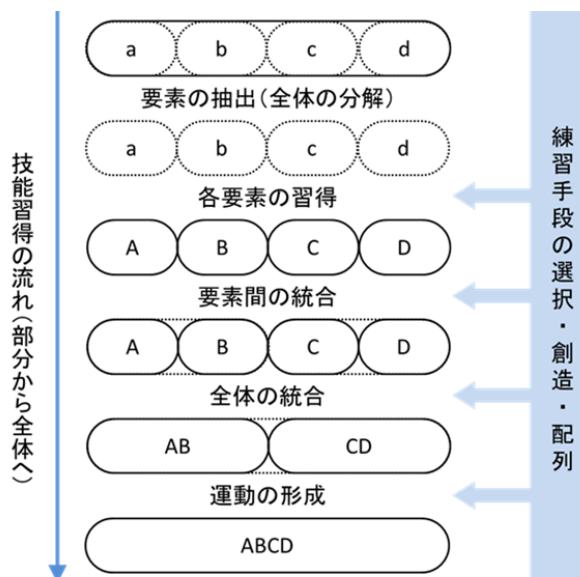 a b c d
要素の抽出(全体の分解)
a b c d
各要素の習得
A B C D
要素間の統合
A B C D
全体の統合
AB CD
運動の形成
ABCD
技能習得の流れ(部分から全体へ)
練習手段の選択・創造・配列